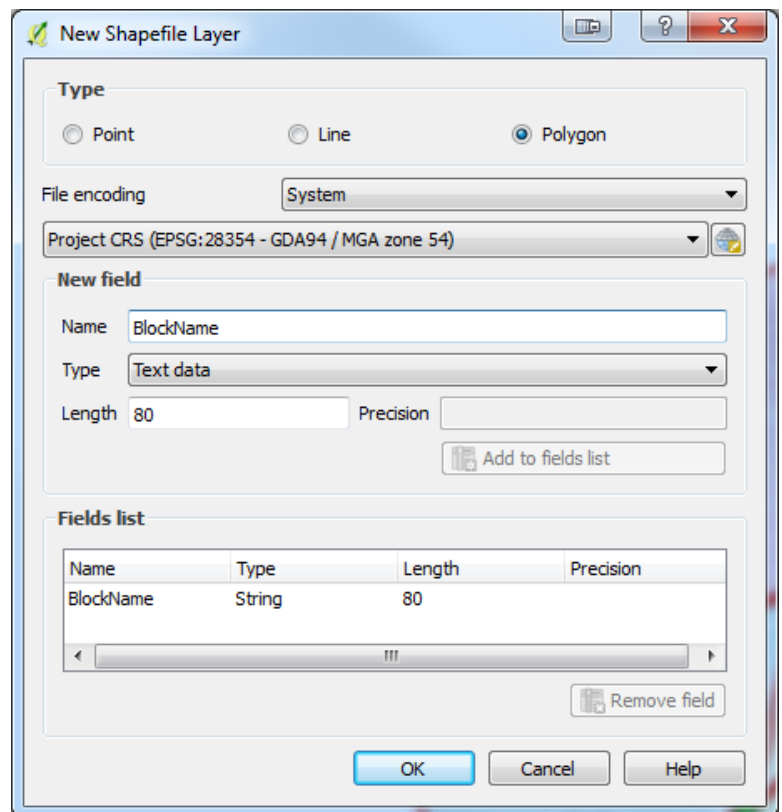 New Shapefile Layer
Type
Point Line Polygon
File encoding System
Project CRS (EPSG:28354 - GDA94 / MGA zone 54)
New field
Name BlockName
Type Text data
Length 80 Precision
Add to fields list
Fields list
Name Type Length Precision
BlockName String 80
Remove field
OK Cancel Help